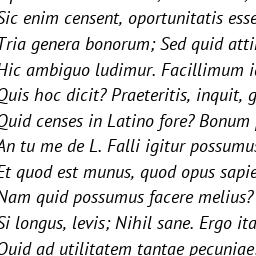 Sic enim censent, oportunitatis esse
Tria genera bonorum; Sed quid atti
Hic ambiguo ludimur. Facillimum i
Quis hoc dicit? Praeteritis, inquit, g
Quid censes in Latino fore? Bonum
An tu me de L. Falli igitur possumus
Et quod est munus, quod opus sapie
Nam quid possumus facere melius?
Si longus, levis; Nihil sane. Ergo ita
Quid ad utilitatem tantae pecuniae?